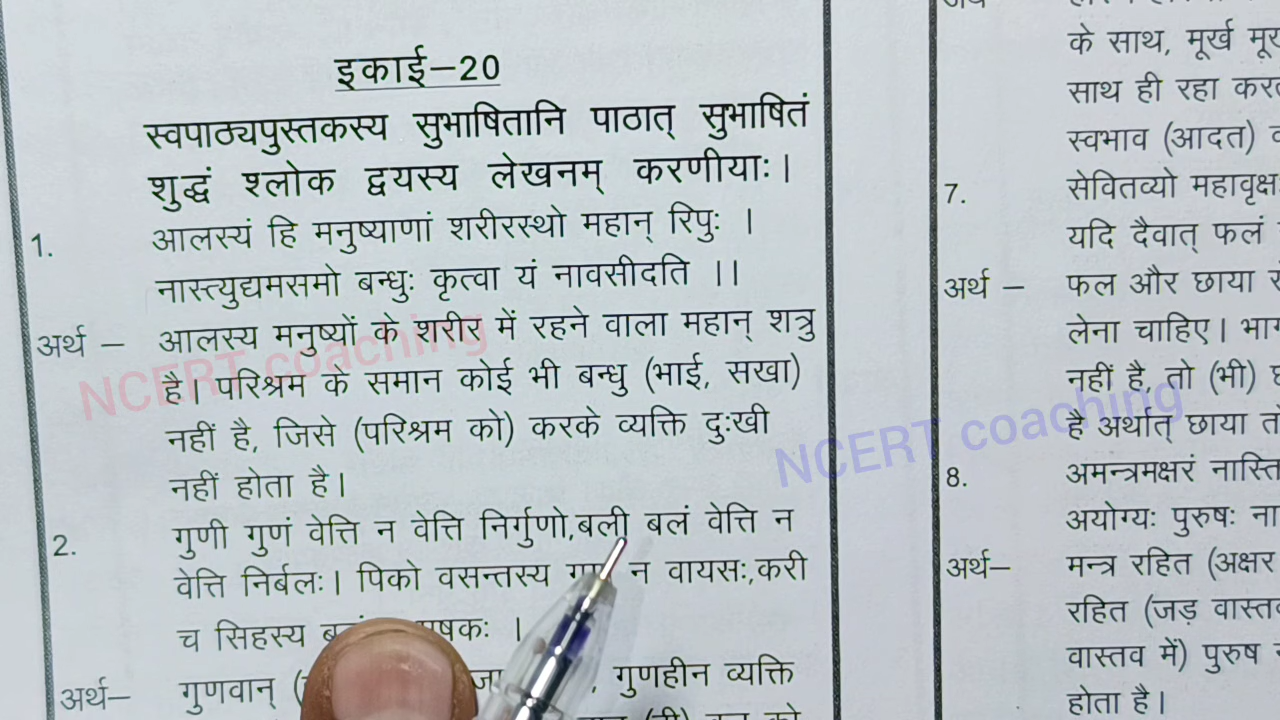 इकाई–20
स्वपाठ्यपुस्तकस्य सुभाषितानि पाठात् सुभाषितं
शुद्धं श्लोक द्वयस्य लेखनम् करणीयाः।
1. आलस्यं हि मनुष्याणां शरीरस्थो महान् रिपुः ।
नास्त्युद्यमसमो बन्धुः कृत्वा यं नावसीदति ।।
अर्थ – आलस्य मनुष्यों के शरीर में रहने वाला महान् शत्रु
है। परिश्रम के समान कोई भी बन्धु (भाई, सखा)
नहीं है, जिसे (परिश्रम को) करके व्यक्ति दुःखी
नहीं होता है।
2. गुणी गुणं वेत्ति न वेत्ति निर्गुणो,बली बलं वेत्ति न
वेत्ति निर्बलः। पिको वसन्तस्य न वायसः,करी
च सिहस्य ।
अर्थ– गुणवान् , गुणहीन व्यक्ति
के साथ, मूर्ख
साथ ही रहा
स्वभाव (आदत)
7. सेवितव्यो महावृक्षः
यदि दैवात् फलं
अर्थ – फल और छाया
लेना चाहिए।
नहीं है, तो (भी)
है अर्थात् छाया
8. अमन्त्रमक्षरं
अयोग्यः पुरुषः
अर्थ– मन्त्र रहित (अक्षर
रहित (जड़
वास्तव में) पुरुष
होता है।
NCERT coaching
NCERT coaching